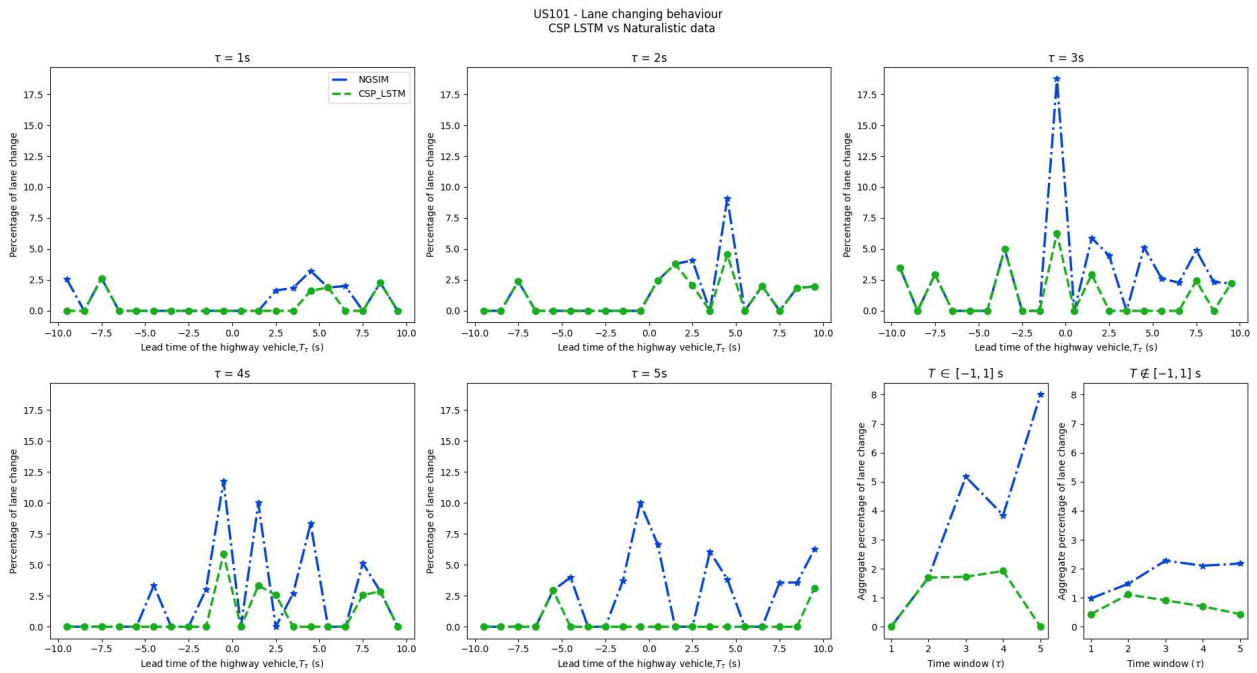 US101 - Lane changing behaviour
CSP LSTM vs Naturalistic data
τ = 1s
NGSIM
CSP_LSTM
17.5
15.0
12.5
10.0
7.5
5.0
2.5
0.0
Percentage of lane change
−10.0 −7.5 −5.0 −2.5 0.0 2.5 5.0 7.5 10.0
Lead time of the highway vehicle,Tτ (s)
τ = 2s
17.5
15.0
12.5
10.0
7.5
5.0
2.5
0.0
Percentage of lane change
−10.0 −7.5 −5.0 −2.5 0.0 2.5 5.0 7.5 10.0
Lead time of the highway vehicle,Tτ (s)
τ = 3s
17.5
15.0
12.5
10.0
7.5
5.0
2.5
0.0
Percentage of lane change
−10.0 −7.5 −5.0 −2.5 0.0 2.5 5.0 7.5 10.0
Lead time of the highway vehicle,Tτ (s)
τ = 4s
17.5
15.0
12.5
10.0
7.5
5.0
2.5
0.0
Percentage of lane change
−10.0 −7.5 −5.0 −2.5 0.0 2.5 5.0 7.5 10.0
Lead time of the highway vehicle,Tτ (s)
τ = 5s
17.5
15.0
12.5
10.0
7.5
5.0
2.5
0.0
Percentage of lane change
−10.0 −7.5 −5.0 −2.5 0.0 2.5 5.0 7.5 10.0
Lead time of the highway vehicle,Tτ (s)
T ∈ [−1, 1] s
8
7
6
5
4
3
2
1
0
Aggregate percentage of lane change
1 2 3 4 5
Time window (τ)
T ∉ [−1, 1] s
8
7
6
5
4
3
2
1
0
Aggregate percentage of lane change
1 2 3 4 5
Time window (τ)